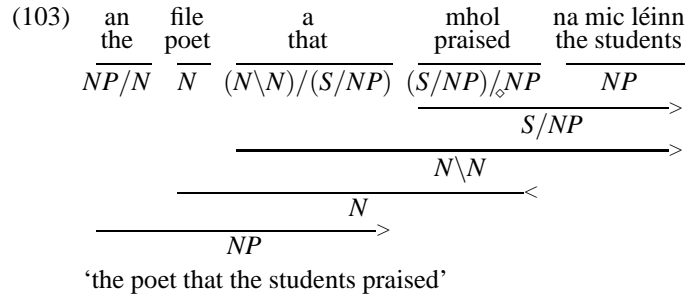 (103) an file a mhol na mic léinn
the poet that praised the students
NP/N N (N\N)/(S/NP) (S/NP)/⋄NP NP
>
S/NP
>
N\N
<
N
>
NP
‘the poet that the students praised’